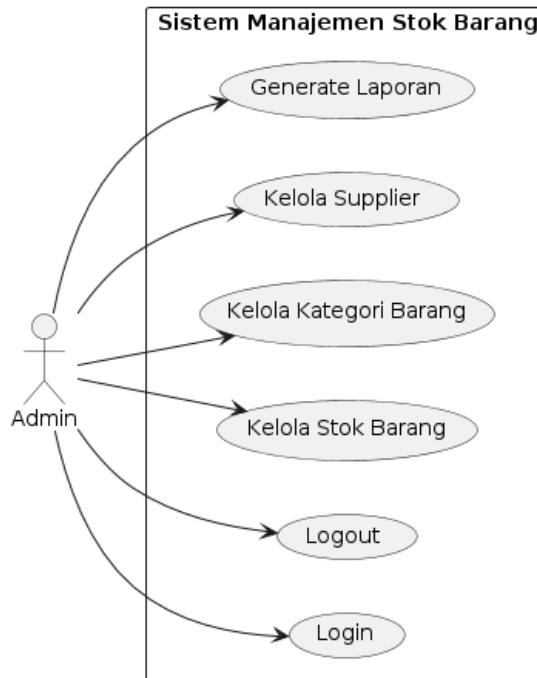 Sistem Manajemen Stok Barang
Generate Laporan
Kelola Supplier
Kelola Kategori Barang
Admin
Kelola Stok Barang
Logout
Login